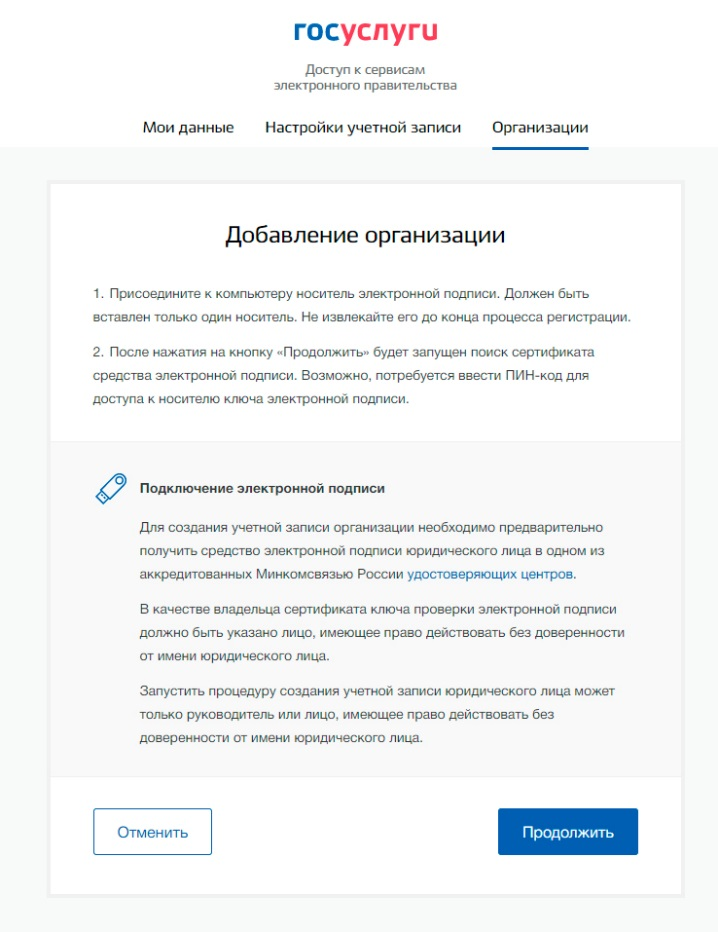 госуслуги
Доступ к сервисам
электронного правительства
Мои данные Настройки учетной записи Организации
Добавление организации
1. Присоедините к компьютеру носитель электронной подписи. Должен быть
вставлен только один носитель. Не извлекайте его до конца процесса регистрации.
2. После нажатия на кнопку «Продолжить» будет запущен поиск сертификата
средства электронной подписи. Возможно, потребуется ввести ПИН-код для
доступа к носителю ключа электронной подписи.
Подключение электронной подписи
Для создания учетной записи организации необходимо предварительно
получить средство электронной подписи юридического лица в одном из
аккредитованных Минкомсвязью России удостоверяющих центров.
В качестве владельца сертификата ключа проверки электронной подписи
должно быть указано лицо, имеющее право действовать без доверенности
от имени юридического лица.
Запустить процедуру создания учетной записи юридического лица может
только руководитель или лицо, имеющее право действовать без
доверенности от имени юридического лица.
Отменить Продолжить